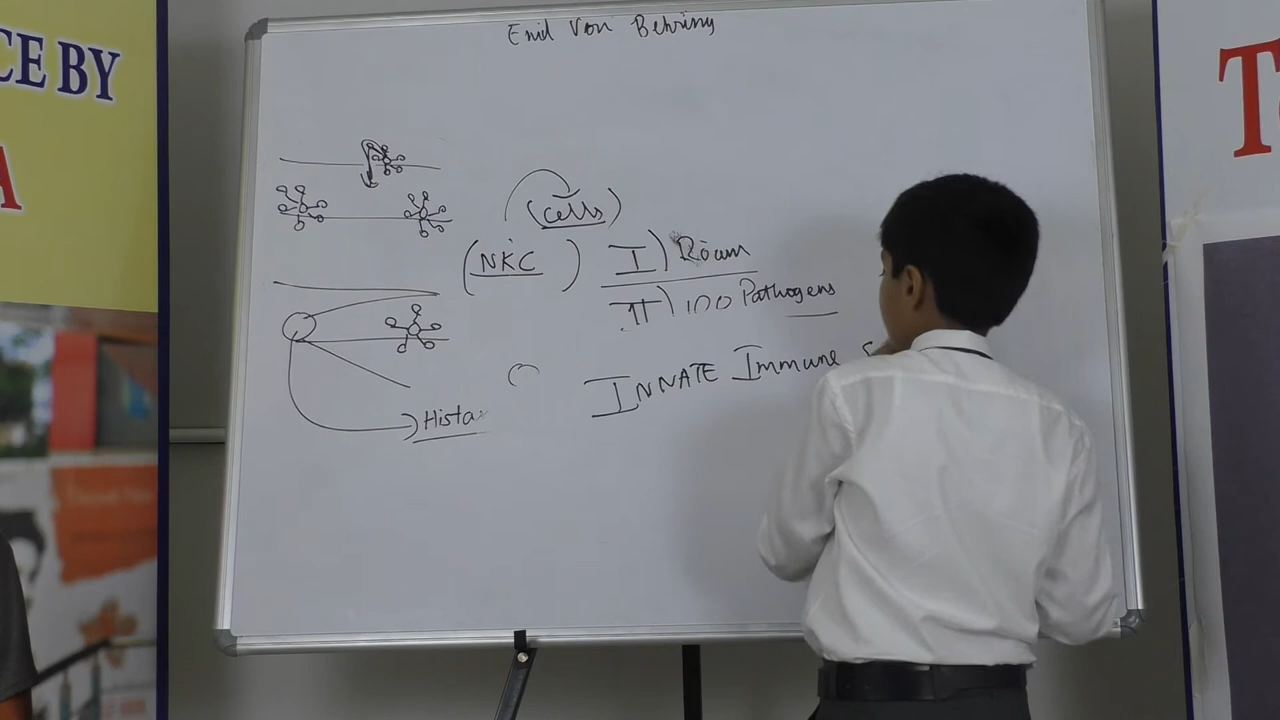 CE BY
A
Emil Von Behring
(cells)
(NKC) I) Roam
II) 100 Pathogens
INNATE Immune S
Hista
T